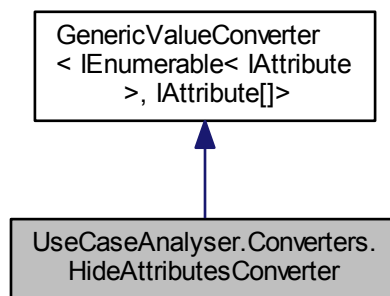 GenericValueConverter
< IEnumerable< IAttribute
>, IAttribute[]>
UseCaseAnalyser.Converters.
HideAttributesConverter